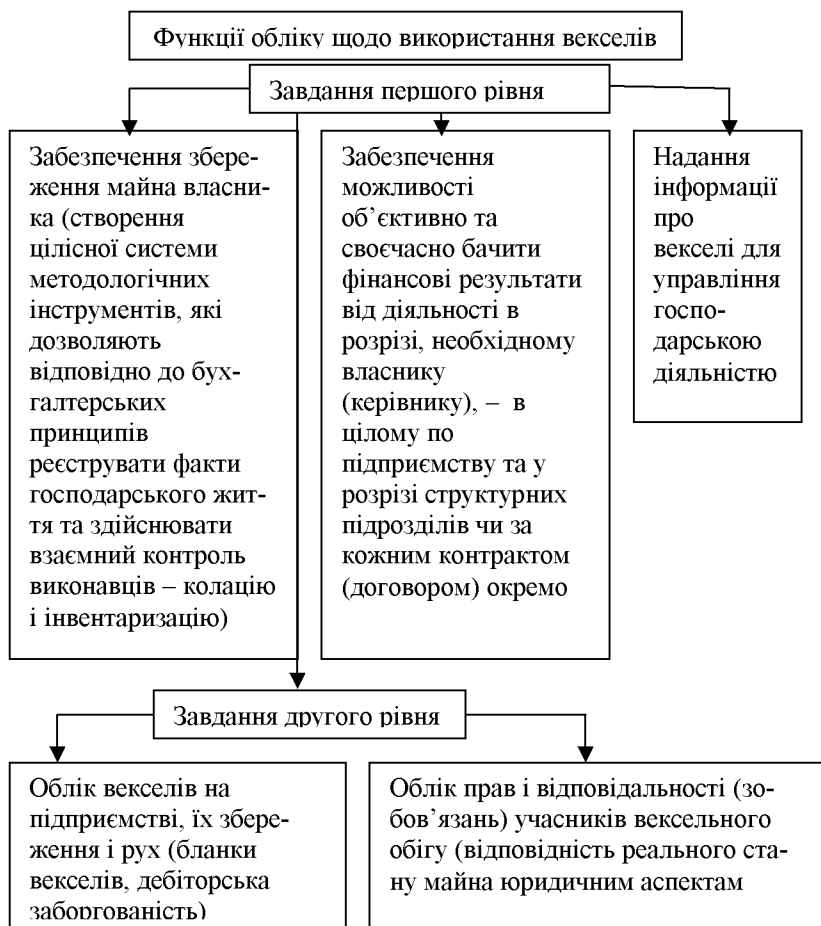 Функції обліку щодо використання векселів
Завдання першого рівня
Забезпечення збере-
ження майна власни-
ка (створення
цілісної системи
методологічних
інструментів, які
дозволяють
відповідно до бух-
галтерських
принципів
реєструвати факти
господарського жит-
тя та здійснювати
взаємний контроль
виконавців – колацію
і інвентаризацію)
Забезпечення
можливості
об’єктивно та
своєчасно бачити
фінансові результати
від діяльності в
розрізі, необхідному
власнику
(керівнику), – в
цілому по
підприємству та у
розрізі структурних
підрозділів чи за
кожним контрактом
(договором) окремо
Надання
інформації
про
векселі для
управління
госпо-
дарською
діяльністю
Завдання другого рівня
Облік векселів на
підприємстві, їх збере-
ження і рух (бланки
векселів, дебіторська
заборгованість)
Облік прав і відповідальності (зо-
бов’язань) учасників вексельного
обігу (відповідність реального ста-
ну майна юридичним аспектам